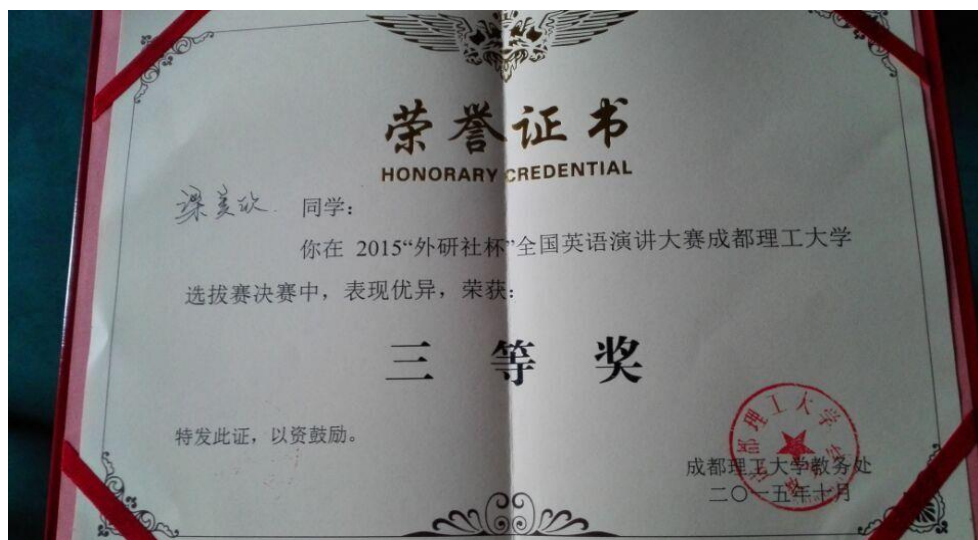 荣誉证书
HONORARY CREDENTIAL
梁美欣 同学：
你在 2015“外研社杯”全国英语演讲大赛成都理工大学
选拔赛决赛中，表现优异，荣获：
三等奖
特发此证，以资鼓励。
成都理工大学教务处
二〇一五年十月